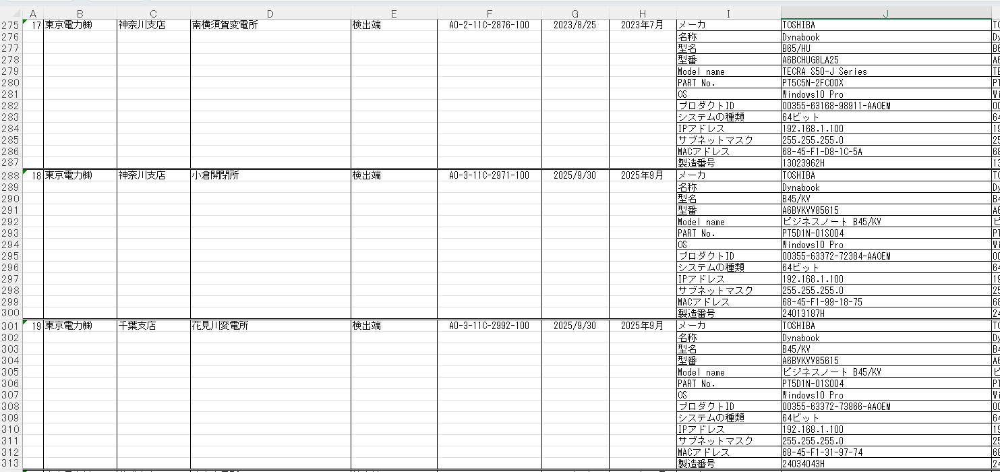 A B C D E F G H I J
275 17 東京電力㈱ 神奈川支店 南横須賀変電所 検出端 A0-2-11C-2876-100 2023/8/25 2023年7月 メーカ TOSHIBA
276 名称 Dynabook
277 型名 B65/HU
278 型番 A6BCHUG8LA25
279 Model name TECRA S50-J Series
280 PART No. PT5C5N-2FC00X
281 OS Windows10 Pro
282 プロダクトID 00355-63168-98911-AAOEM
283 システムの種類 64ビット
284 IPアドレス 192.168.1.100
285 サブネットマスク 255.255.255.0
286 MACアドレス 68-45-F1-D8-1C-5A
287 製造番号 13023962H
288 18 東京電力㈱ 神奈川支店 小倉開閉所 検出端 A0-3-11C-2971-100 2025/9/30 2025年9月 メーカ TOSHIBA
289 名称 Dynabook
290 型名 B45/KV
291 型番 A6BVKVV85615
292 Model name ビジネスノート B45/KV
293 PART No. PT5D1N-01S004
294 OS Windows10 Pro
295 プロダクトID 00355-63372-72384-AAOEM
296 システムの種類 64ビット
297 IPアドレス 192.168.1.100
298 サブネットマスク 255.255.255.0
299 MACアドレス 68-45-F1-99-18-75
300 製造番号 24013187H
301 19 東京電力㈱ 千葉支店 花見川変電所 検出端 A0-3-11C-2992-100 2025/9/30 2025年9月 メーカ TOSHIBA
302 名称 Dynabook
303 型名 B45/KV
304 型番 A6BVKVV85615
305 Model name ビジネスノート B45/KV
306 PART No. PT5D1N-01S004
307 OS Windows10 Pro
308 プロダクトID 00355-63372-73866-AAOEM
309 システムの種類 64ビット
310 IPアドレス 192.168.1.100
311 サブネットマスク 255.255.255.0
312 MACアドレス 68-45-F1-31-97-74
313 製造番号 24034043H